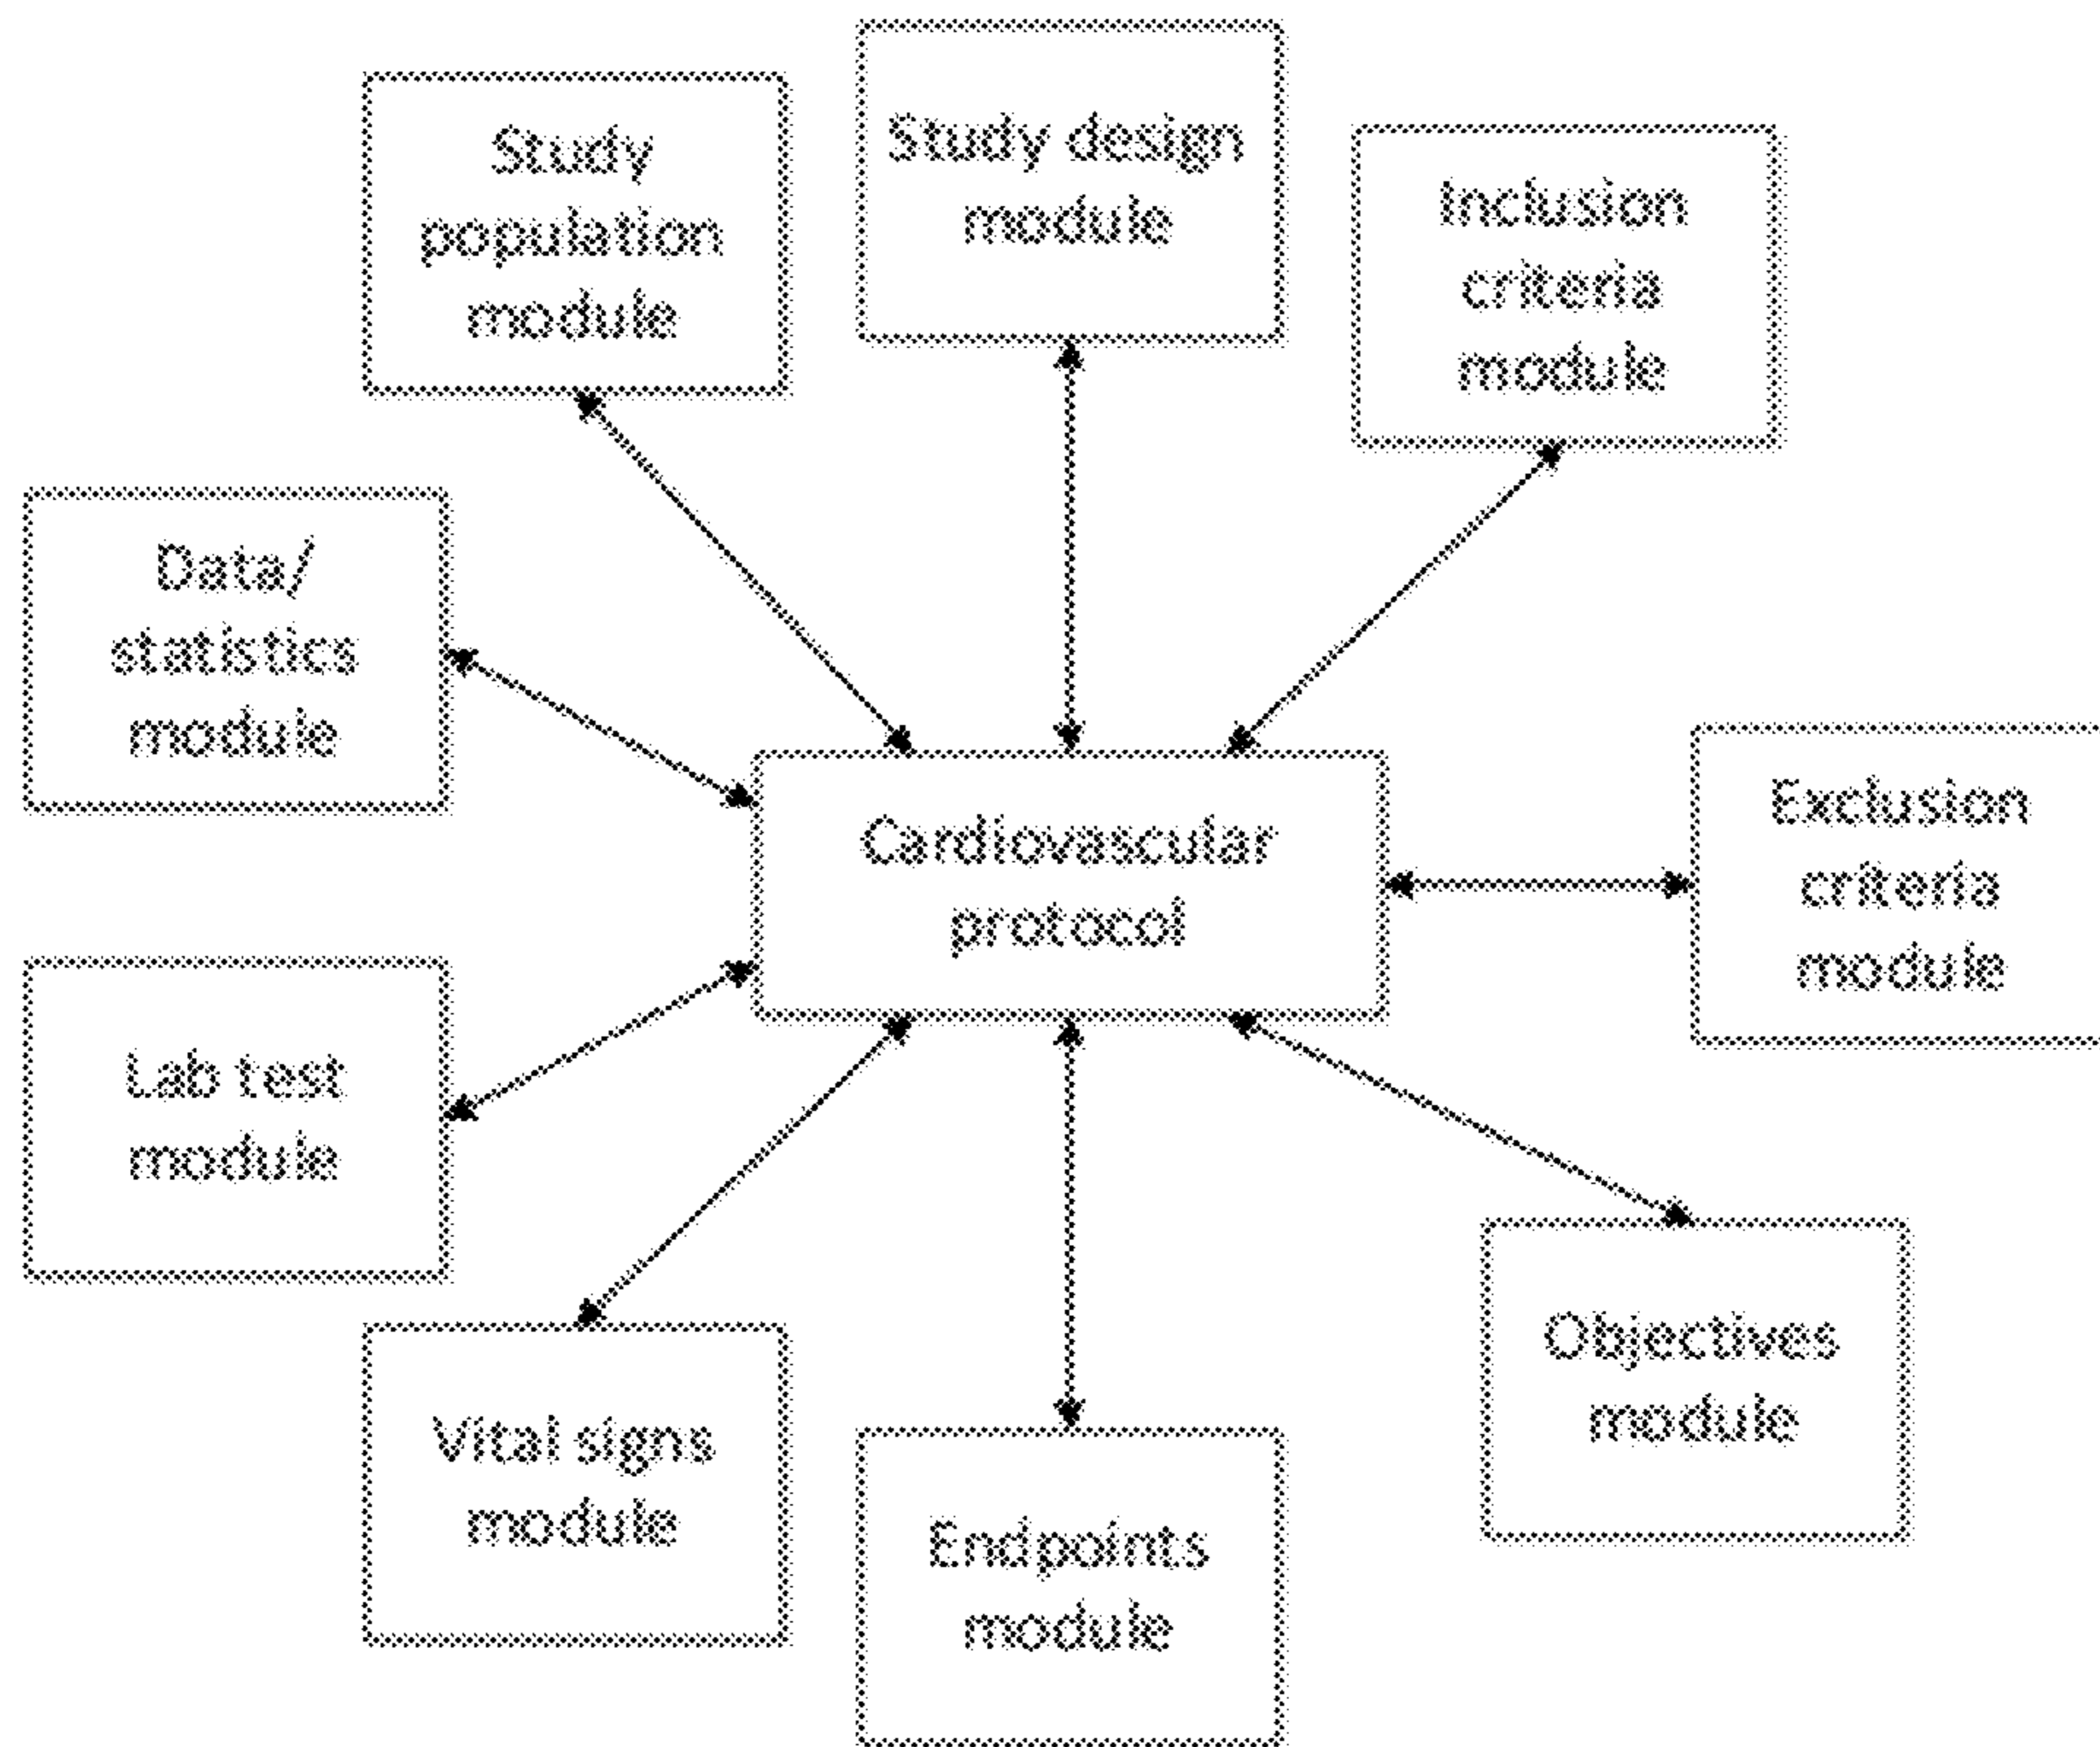 Study design
module
Study
population
module
Inclusion
criteria
module
Data/
statistics
module
Cardiovascular
protocol
Exclusion
criteria
module
Lab test
module
Objectives
module
Vital signs
module
Endpoints
module